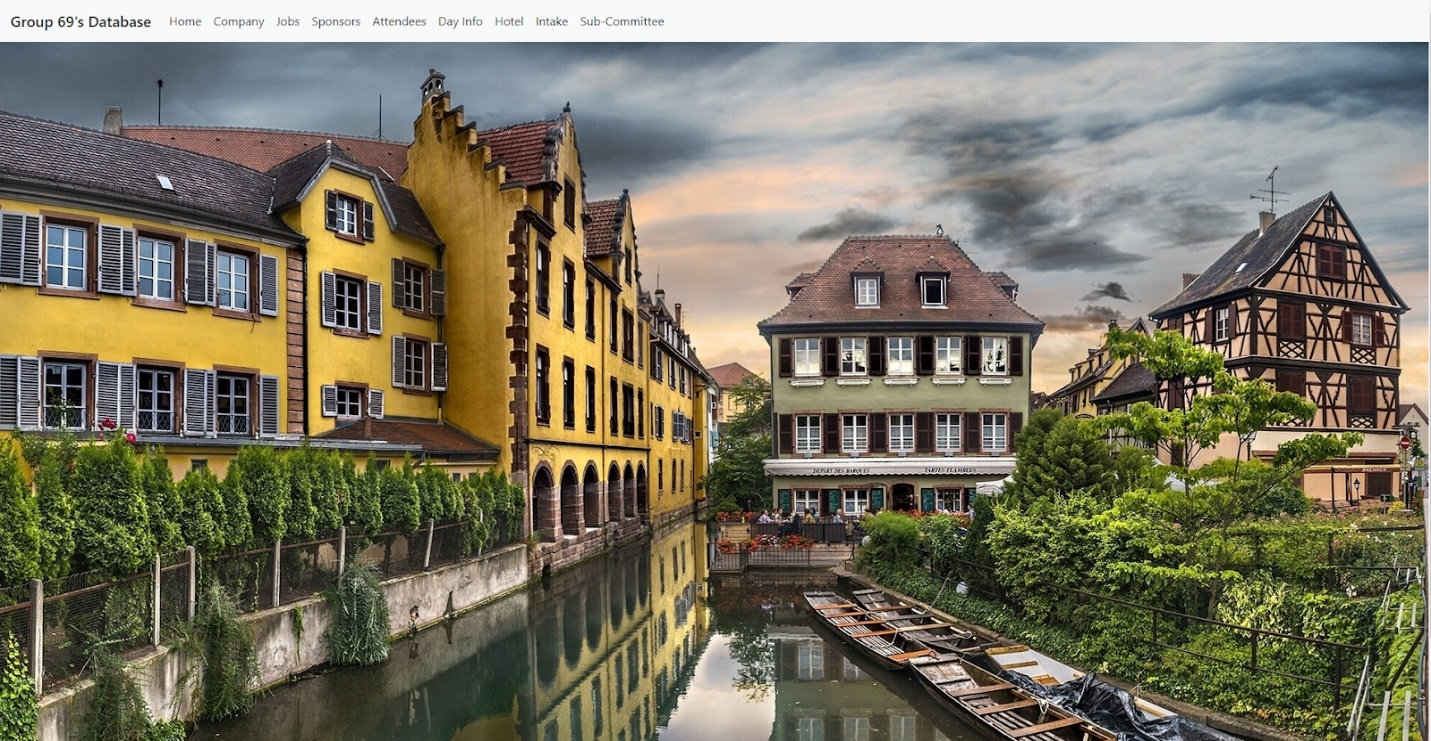 Group 69's Database Home Company Jobs Sponsors Attendees Day Info Hotel Intake Sub-Committee
DEPART DES BARQUES TARTES FLAMBEES